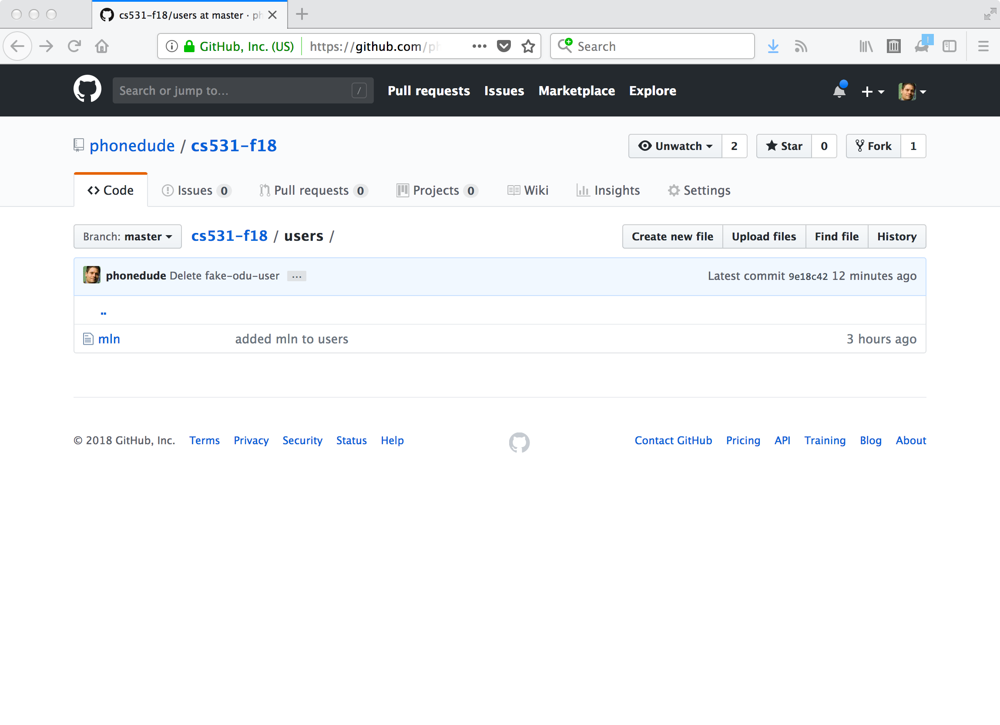 cs531-f18/users at master · ph
GitHub, Inc. (US) https://github.com/ph Search
Search or jump to... / Pull requests Issues Marketplace Explore
phonedude / cs531-f18 Unwatch 2 Star 0 Fork 1
Code Issues 0 Pull requests 0 Projects 0 Wiki Insights Settings
Branch: master cs531-f18 / users / Create new file Upload files Find file History
phonedude Delete fake-odu-user ... Latest commit 9e18c42 12 minutes ago
..
mln added mln to users 3 hours ago
© 2018 GitHub, Inc. Terms Privacy Security Status Help Contact GitHub Pricing API Training Blog About